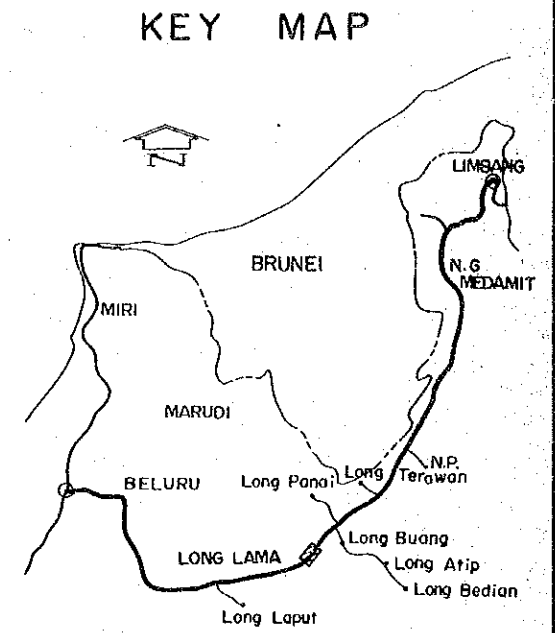 KEY MAP
N
LIMBANG
BRUNEI
N.G
MEDAMIT
MIRI
MARUDI
N.P.
Terawan
Long
Long Panai
BELURU
Long Buang
LONG LAMA
Long Atip
Long Bedian
Long Laput